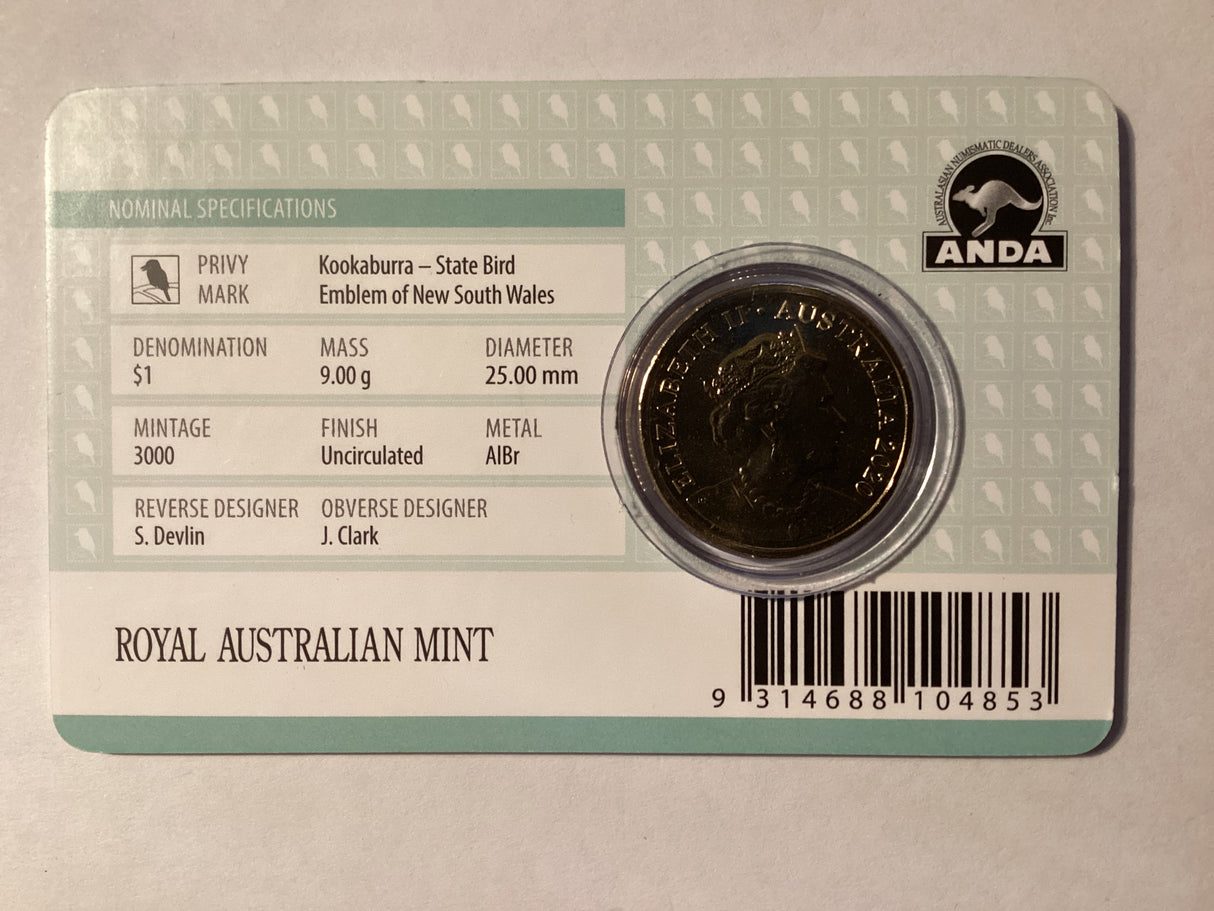 AUSTRALASIAN NUMISMATIC DEALERS ASSOCIATION Inc
ANDA
NOMINAL SPECIFICATIONS
PRIVY MARK
Kookaburra – State Bird
Emblem of New South Wales
DENOMINATION MASS DIAMETER
$1 9.00 g 25.00 mm
MINTAGE FINISH METAL
3000 Uncirculated AlBr
REVERSE DESIGNER OBVERSE DESIGNER
S. Devlin J. Clark
ELIZABETH II · AUSTRALIA 2020
ROYAL AUSTRALIAN MINT
9 314688 104853